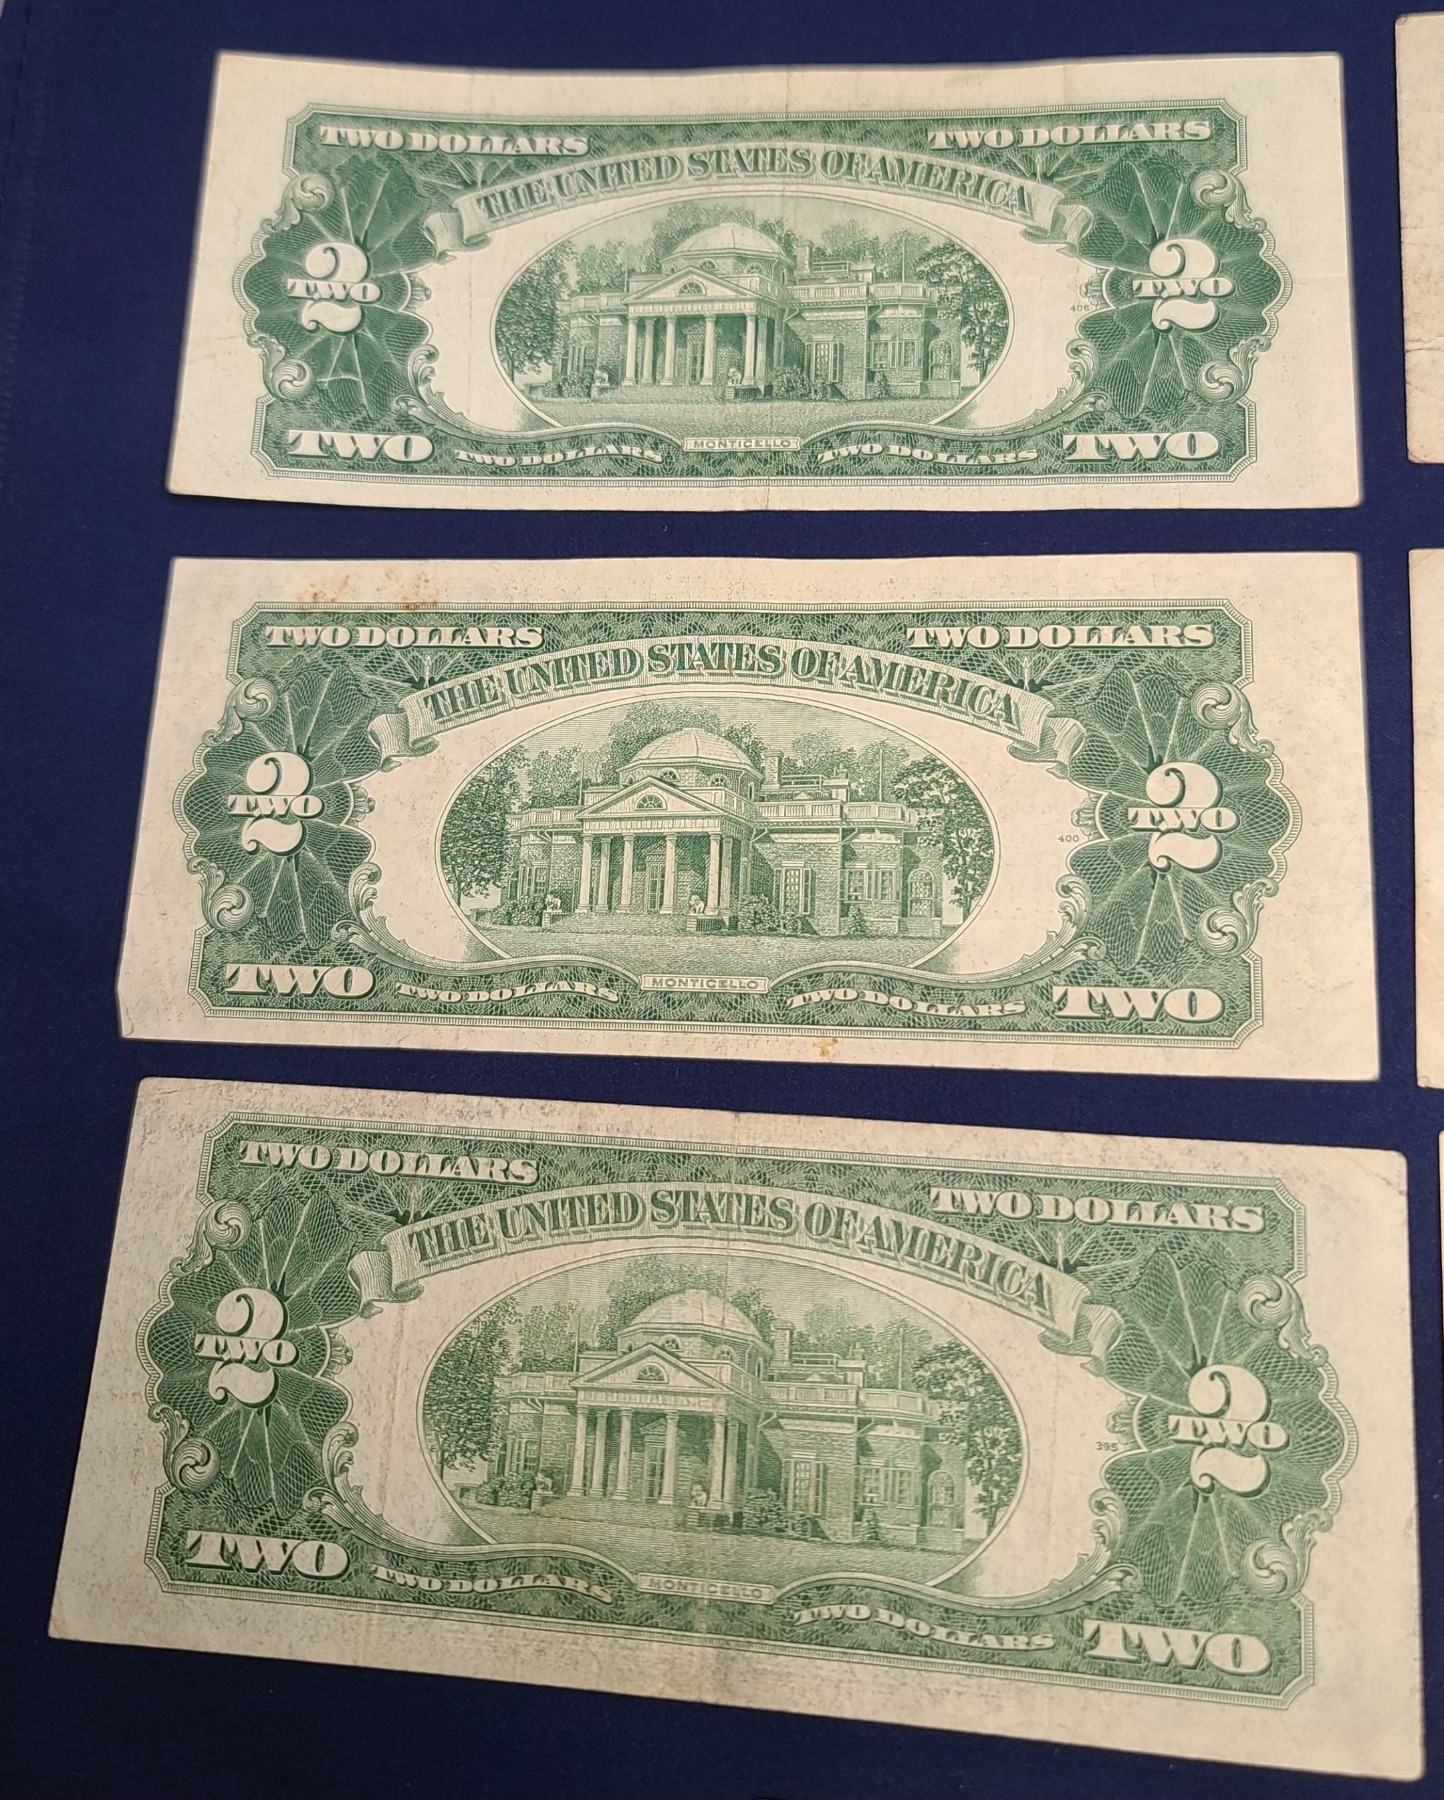 TWO DOLLARS TWO DOLLARS
THE UNITED STATES OF AMERICA
2 TWO 2 TWO
406
MONTICELLO
TWO TWO DOLLARS TWO DOLLARS TWO
TWO DOLLARS TWO DOLLARS
THE UNITED STATES OF AMERICA
2 TWO 2 TWO
400
MONTICELLO
TWO TWO DOLLARS TWO DOLLARS TWO
TWO DOLLARS TWO DOLLARS
THE UNITED STATES OF AMERICA
2 TWO 2 TWO
395
MONTICELLO
TWO TWO DOLLARS TWO DOLLARS TWO